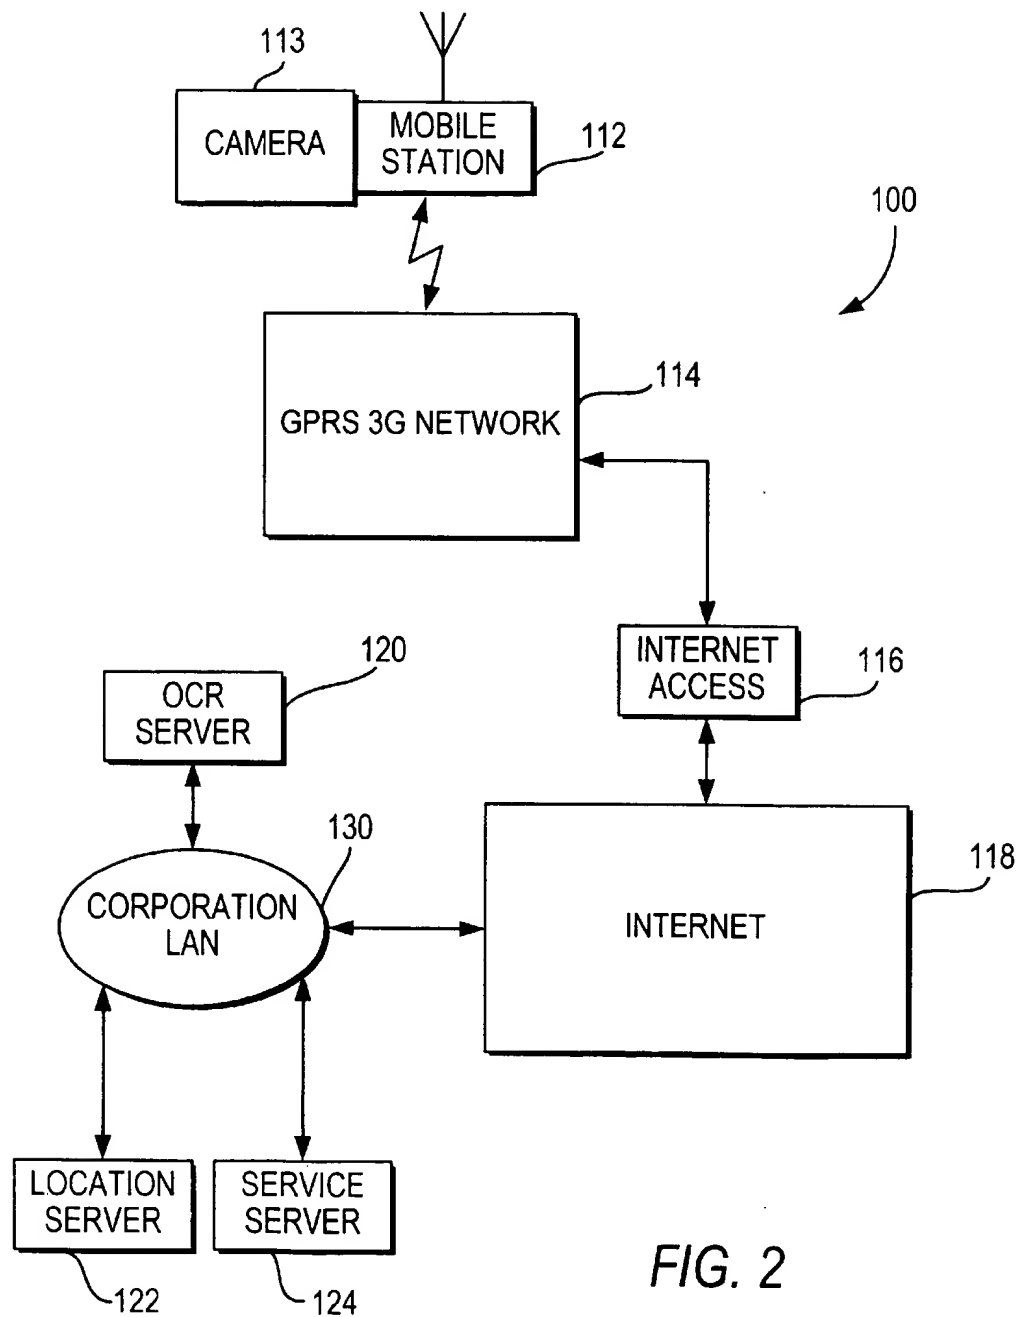 113
CAMERA
MOBILE
STATION
112
100
GPRS 3G NETWORK
114
INTERNET
ACCESS
116
OCR
SERVER
120
130
CORPORATION
LAN
INTERNET
118
LOCATION
SERVER
SERVICE
SERVER
122
124
FIG. 2